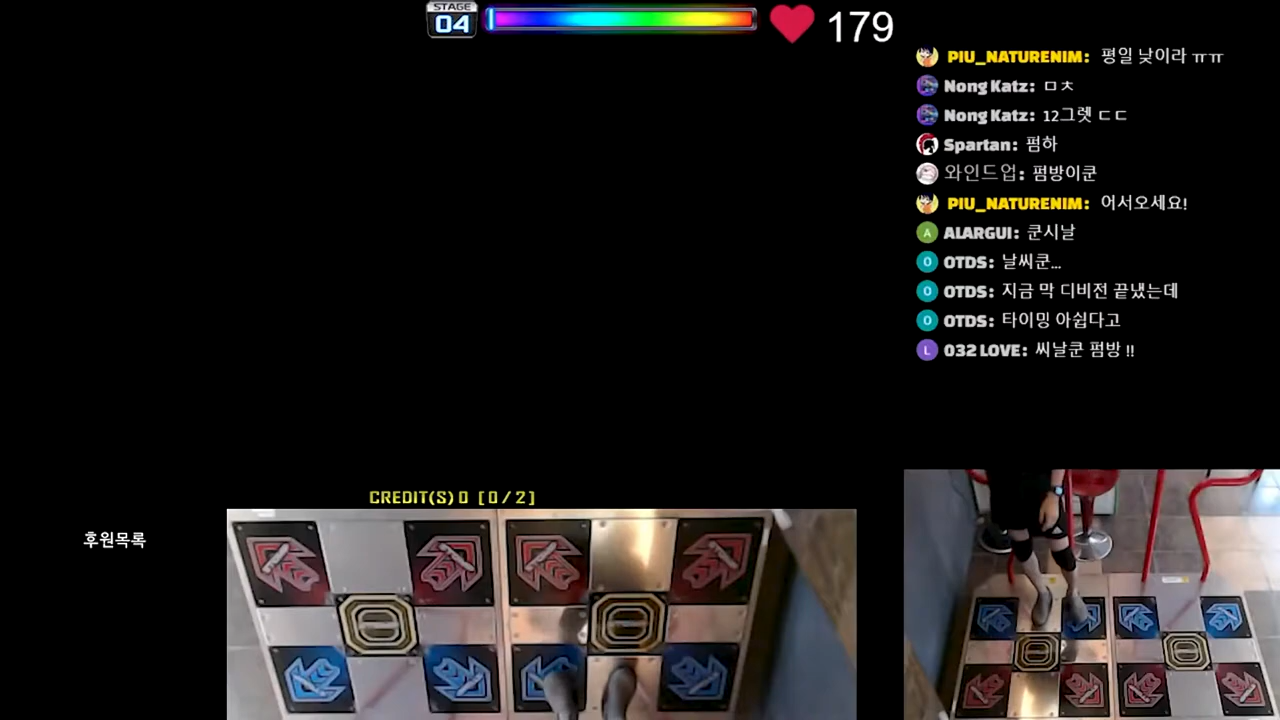 STAGE
04
179
PIU_NATURENIM: 평일 낮이라 ㅠㅠ
Nong Katz: ㅁㅊ
Nong Katz: 12그렛 ㄷㄷ
Spartan: 펌하
와인드업: 펌방이쿤
PIU_NATURENIM: 어서오세요!
A ALARGUI: 쿤시날
O OTDS: 날씨쿤...
O OTDS: 지금 막 디비전 끝냈는데
O OTDS: 타이밍 아쉽다고
L 032 LOVE: 씨날쿤 펌방 !!
CREDIT(S) 0 [0/2]
후원목록